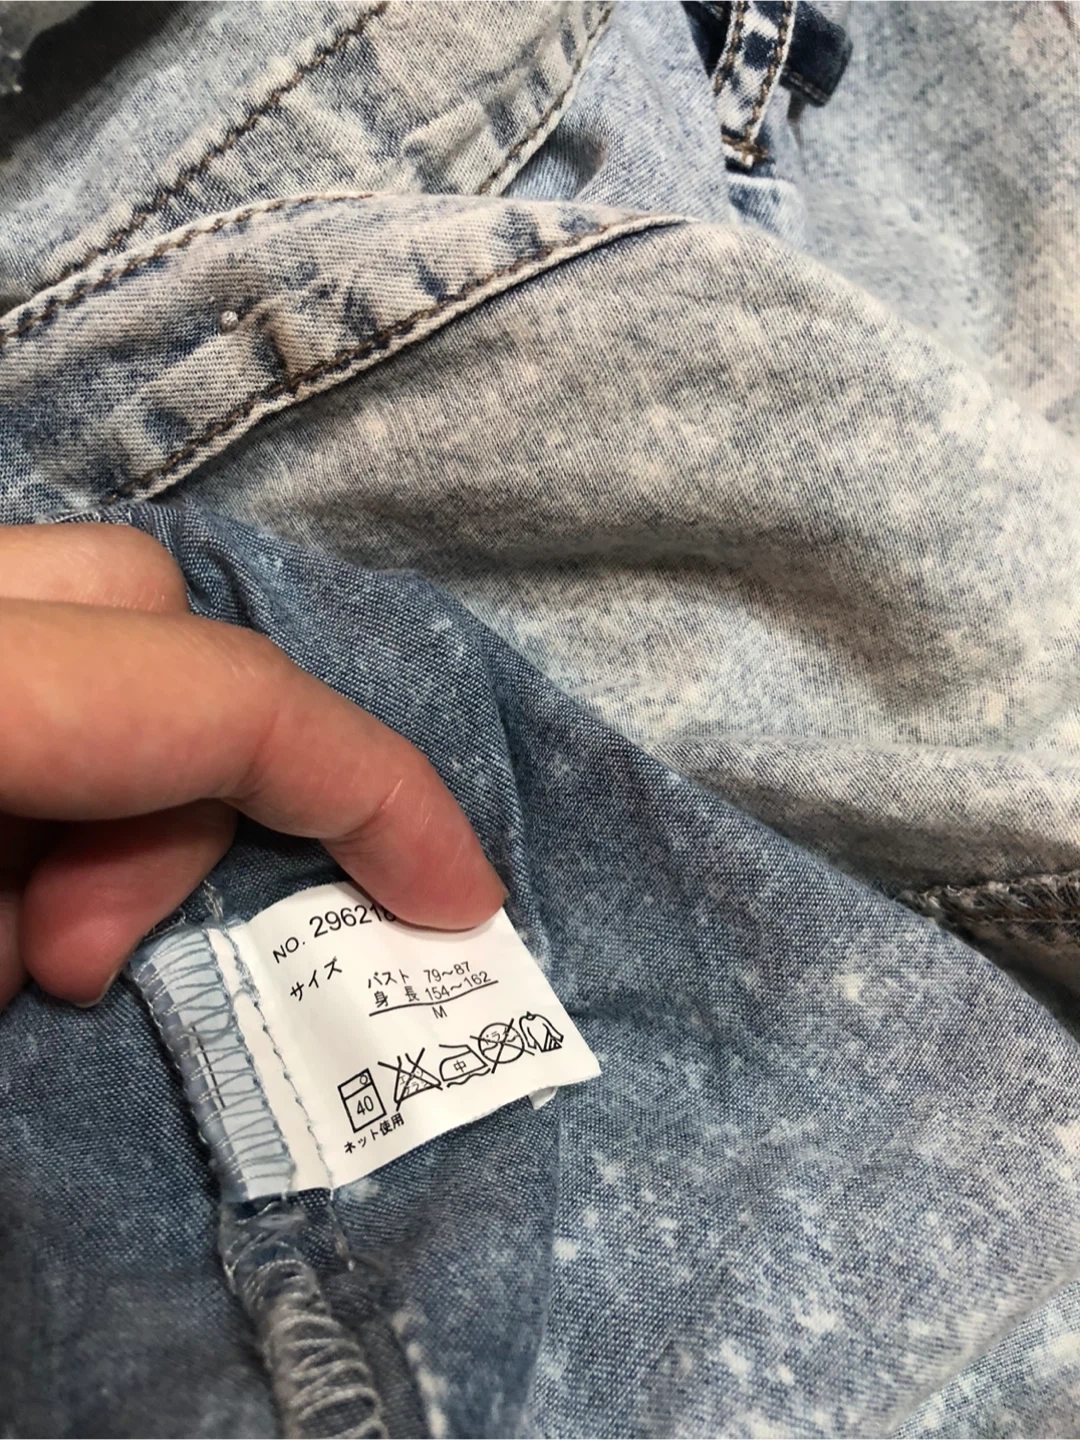 NO. 29621
サイズ
バスト 79〜87
身 長 154〜162
M
40
中
ネット使用